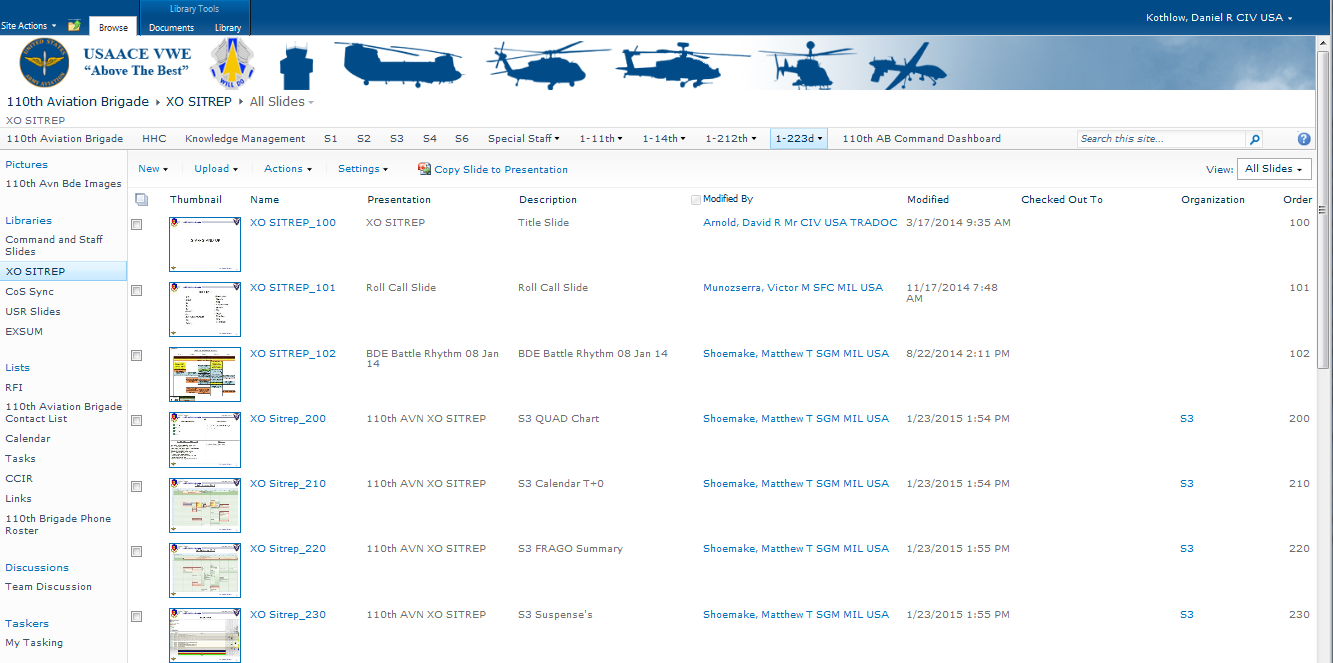 Library Tools
Site Actions Browse Documents Library
Kothlow, Daniel R CIV USA
UNITED STATES
ARMY AVIATION
USAACE VWE
“Above The Best”
WILL DO
110th Aviation Brigade XO SITREP All Slides
XO SITREP
110th Aviation Brigade HHC Knowledge Management S1 S2 S3 S4 S6 Special Staff 1-11th 1-14th 1-212th 1-223d 110th AB Command Dashboard Search this site...
Pictures
110th Avn Bde Images
Libraries
Command and Staff
Slides
XO SITREP
CoS Sync
USR Slides
EXSUM
Lists
RFI
110th Aviation Brigade
Contact List
Calendar
Tasks
CCIR
Links
110th Brigade Phone
Roster
Discussions
Team Discussion
Taskers
My Tasking
New Upload Actions Settings Copy Slide to Presentation View: All Slides
Thumbnail Name Presentation Description Modified By Modified Checked Out To Organization Order
XO SITREP_100 XO SITREP Title Slide Arnold, David R Mr CIV USA TRADOC 3/17/2014 9:35 AM 100
XO SITREP_101 Roll Call Slide Roll Call Slide Munozserra, Victor M SFC MIL USA 11/17/2014 7:48 101
AM
XO SITREP_102 BDE Battle Rhythm 08 Jan BDE Battle Rhythm 08 Jan 14 Shoemake, Matthew T SGM MIL USA 8/22/2014 2:11 PM 102
14
XO Sitrep_200 110th AVN XO SITREP S3 QUAD Chart Shoemake, Matthew T SGM MIL USA 1/23/2015 1:54 PM S3 200
XO Sitrep_210 110th AVN XO SITREP S3 Calendar T+0 Shoemake, Matthew T SGM MIL USA 1/23/2015 1:54 PM S3 210
XO Sitrep_220 110th AVN XO SITREP S3 FRAGO Summary Shoemake, Matthew T SGM MIL USA 1/23/2015 1:55 PM S3 220
XO Sitrep_230 110th AVN XO SITREP S3 Suspense's Shoemake, Matthew T SGM MIL USA 1/23/2015 1:55 PM S3 230